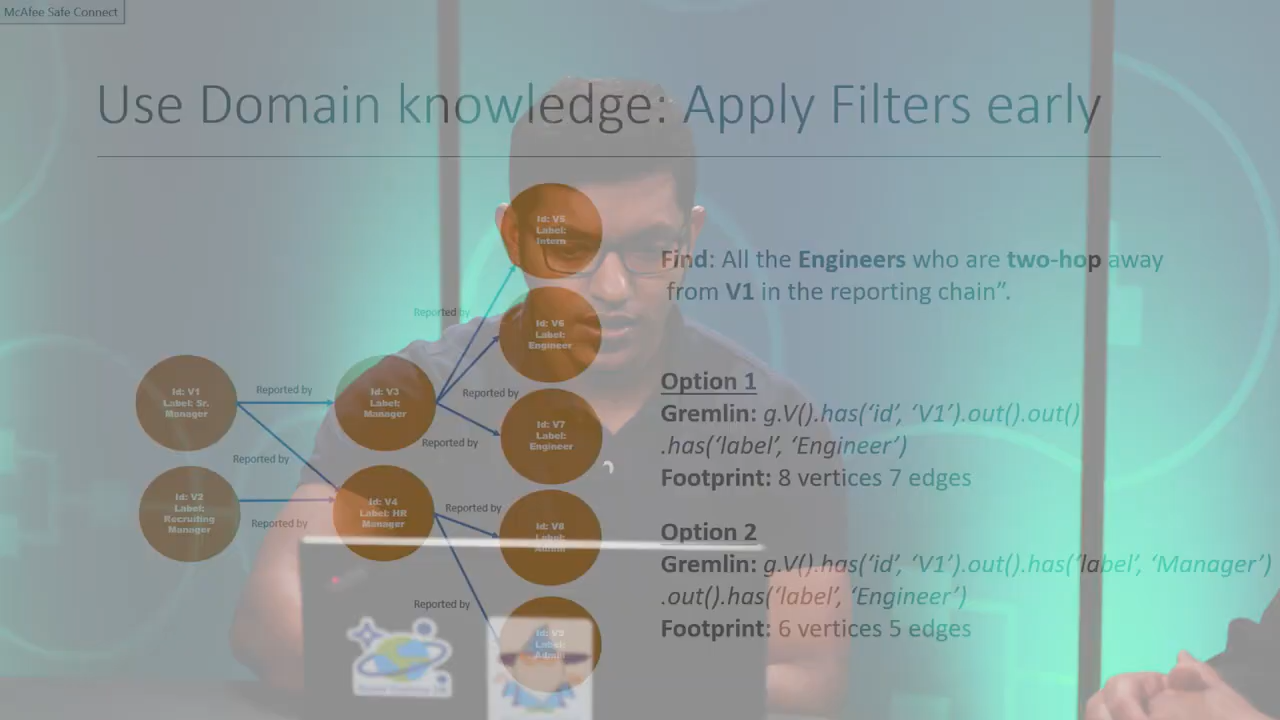 McAfee Safe Connect
Use Domain knowledge: Apply Filters early
Id: V5
Label:
Intern
Find: All the Engineers who are two-hop away
from V1 in the reporting chain”.
Reported by
Id: V6
Label:
Engineer
Id: V1
Label: Sr.
Manager
Reported by
Id: V3
Label:
Manager
Reported by
Id: V7
Label:
Engineer
Reported by
Option 1
Gremlin: g.V().has(‘id’, ‘V1’).out().out()
.has(‘label’, ‘Engineer’)
Footprint: 8 vertices 7 edges
Reported by
Id: V2
Label:
Recruiting
Manager
Reported by
Id: V4
Label: HR
Manager
Reported by
Id: V8
Label:
Admin
Option 2
Gremlin: g.V().has(‘id’, ‘V1’).out().has(‘label’, ‘Manager’)
.out().has(‘label’, ‘Engineer’)
Footprint: 6 vertices 5 edges
Reported by
Label: